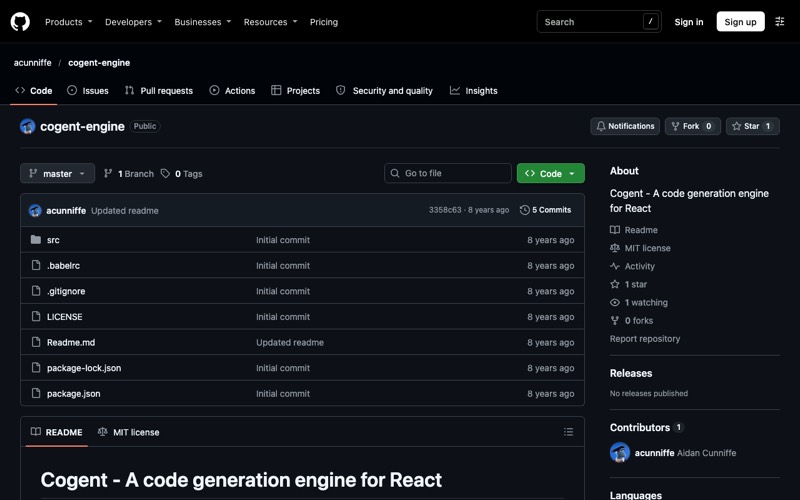 Products Developers Businesses Resources Pricing Search / Sign in Sign up
acunniffe / cogent-engine
Code Issues Pull requests Actions Projects Security and quality Insights
cogent-engine Public Notifications Fork 0 Star 1
master 1 Branch 0 Tags Go to file Code
acunniffe Updated readme 3358c63 · 8 years ago 5 Commits
src Initial commit 8 years ago
.babelrc Initial commit 8 years ago
.gitignore Initial commit 8 years ago
LICENSE Initial commit 8 years ago
Readme.md Updated readme 8 years ago
package-lock.json Initial commit 8 years ago
package.json Initial commit 8 years ago
README MIT license
Cogent - A code generation engine for React
About
Cogent - A code generation engine
for React
Readme
MIT license
Activity
1 star
1 watching
0 forks
Report repository
Releases
No releases published
Contributors 1
acunniffe Aidan Cunniffe
Languages